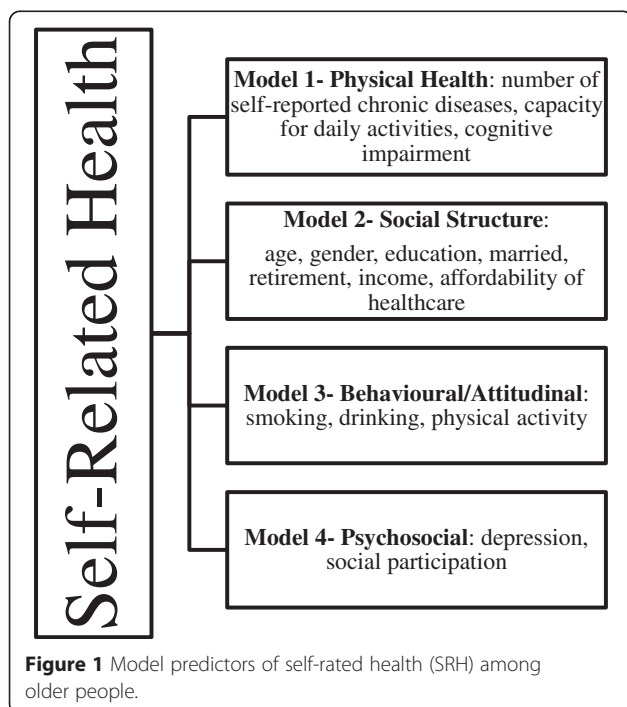 Self-Related Health
Model 1- Physical Health: number of
self-reported chronic diseases, capacity
for daily activities, cognitive
impairment
Model 2- Social Structure:
age, gender, education, married,
retirement, income, affordability of
healthcare
Model 3- Behavioural/Attitudinal:
smoking, drinking, physical activity
Model 4- Psychosocial: depression,
social participation
Figure 1 Model predictors of self-rated health (SRH) among
older people.